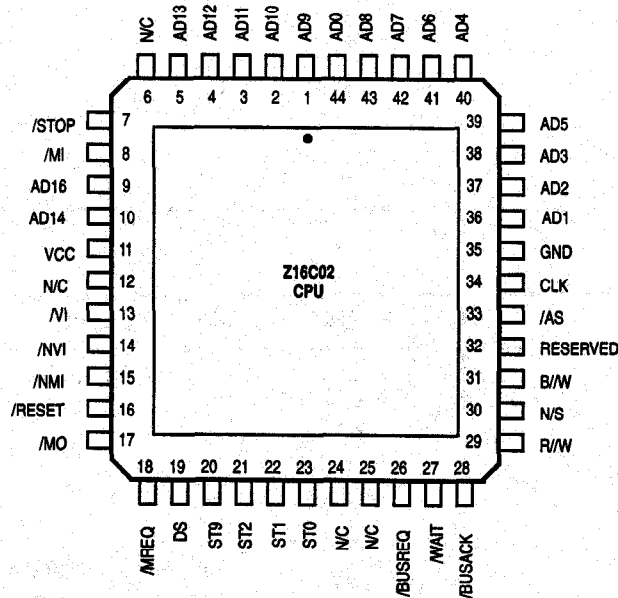 N/C AD13 AD12 AD11 AD10 AD9 AD0 AD8 AD7 AD6 AD4
6 5 4 3 2 1 44 43 42 41 40
/STOP 7 39 AD5
/MI 8 38 AD3
AD16 9 37 AD2
AD14 10 36 AD1
VCC 11 35 GND
N/C 12 34 CLK
/VI 13 33 /AS
/NVI 14 32 RESERVED
/NMI 15 31 B//W
/RESET 16 30 N/S
/MO 17 29 R//W
Z16C02
CPU
18 19 20 21 22 23 24 25 26 27 28
/MREQ DS ST9 ST2 ST1 ST0 N/C N/C /BUSREQ /WAIT /BUSACK